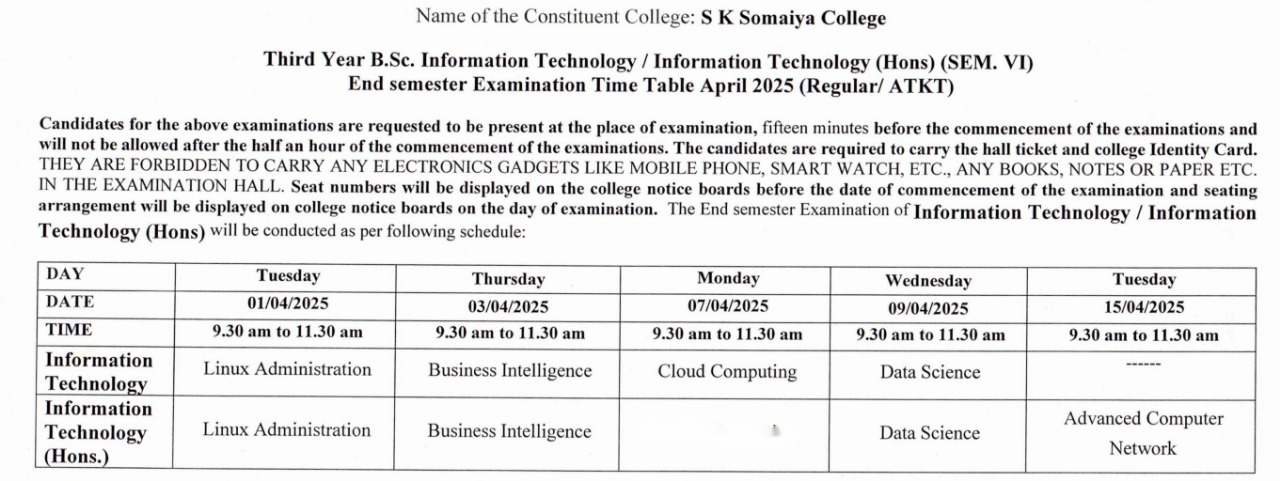 Name of the Constituent College: S K Somaiya College
Third Year B.Sc. Information Technology / Information Technology (Hons) (SEM. VI)
End semester Examination Time Table April 2025 (Regular/ ATKT)
Candidates for the above examinations are requested to be present at the place of examination, fifteen minutes before the commencement of the examinations and
will not be allowed after the half an hour of the commencement of the examinations. The candidates are required to carry the hall ticket and college Identity Card.
THEY ARE FORBIDDEN TO CARRY ANY ELECTRONICS GADGETS LIKE MOBILE PHONE, SMART WATCH, ETC., ANY BOOKS, NOTES OR PAPER ETC.
IN THE EXAMINATION HALL. Seat numbers will be displayed on the college notice boards before the date of commencement of the examination and seating
arrangement will be displayed on college notice boards on the day of examination. The End semester Examination of Information Technology / Information
Technology (Hons) will be conducted as per following schedule:
DAY Tuesday Thursday Monday Wednesday Tuesday
DATE 01/04/2025 03/04/2025 07/04/2025 09/04/2025 15/04/2025
TIME 9.30 am to 11.30 am 9.30 am to 11.30 am 9.30 am to 11.30 am 9.30 am to 11.30 am 9.30 am to 11.30 am
Information
Technology Linux Administration Business Intelligence Cloud Computing Data Science ------
Information
Technology
(Hons.) Linux Administration Business Intelligence Data Science Advanced Computer
Network